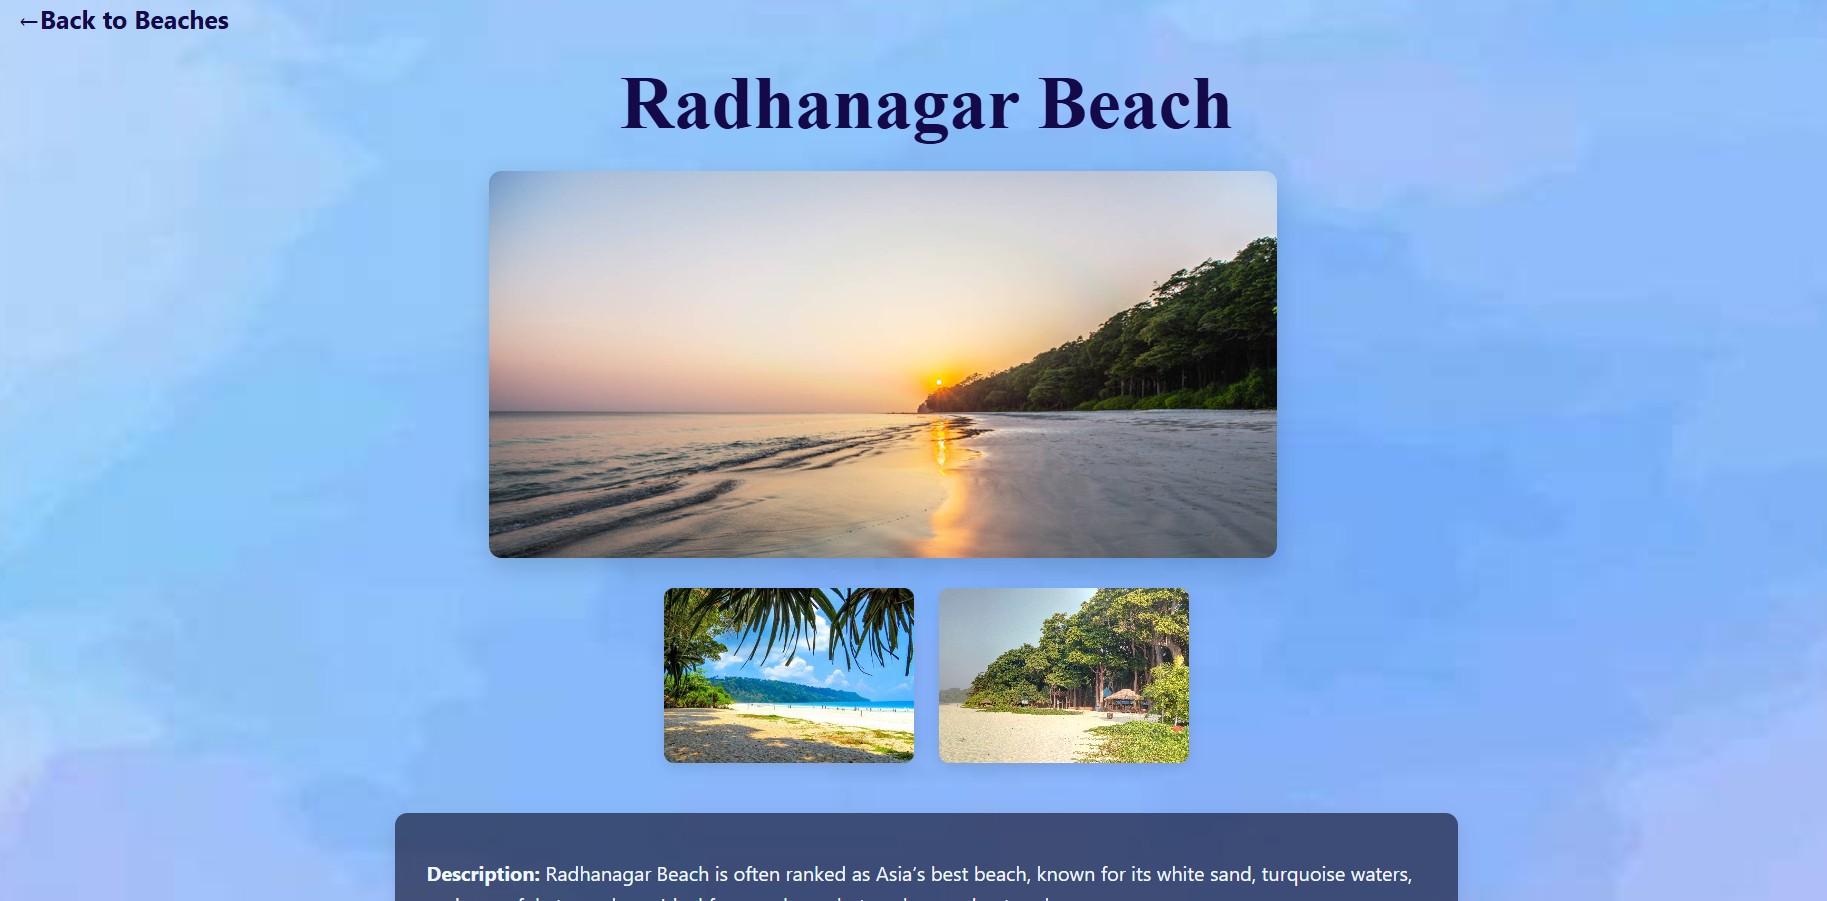 ←Back to Beaches
Radhanagar Beach
Description: Radhanagar Beach is often ranked as Asia’s best beach, known for its white sand, turquoise waters,